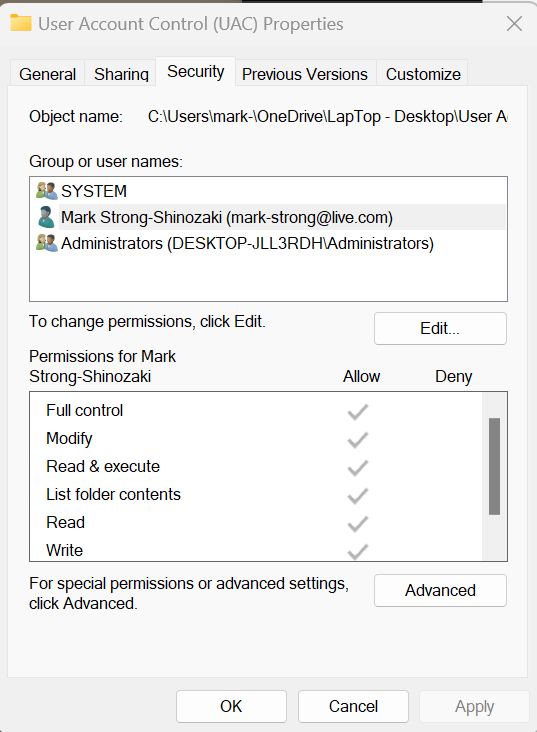 User Account Control (UAC) Properties
General Sharing Security Previous Versions Customize
Object name: C:\Users\mark-\OneDrive\LapTop - Desktop\User A
Group or user names:
SYSTEM
Mark Strong-Shinozaki (mark-strong@live.com)
Administrators (DESKTOP-JLL3RDH\Administrators)
To change permissions, click Edit.
Edit...
Permissions for Mark
Strong-Shinozaki Allow Deny
Full control
Modify
Read & execute
List folder contents
Read
Write
For special permissions or advanced settings,
click Advanced.
Advanced
OK Cancel Apply